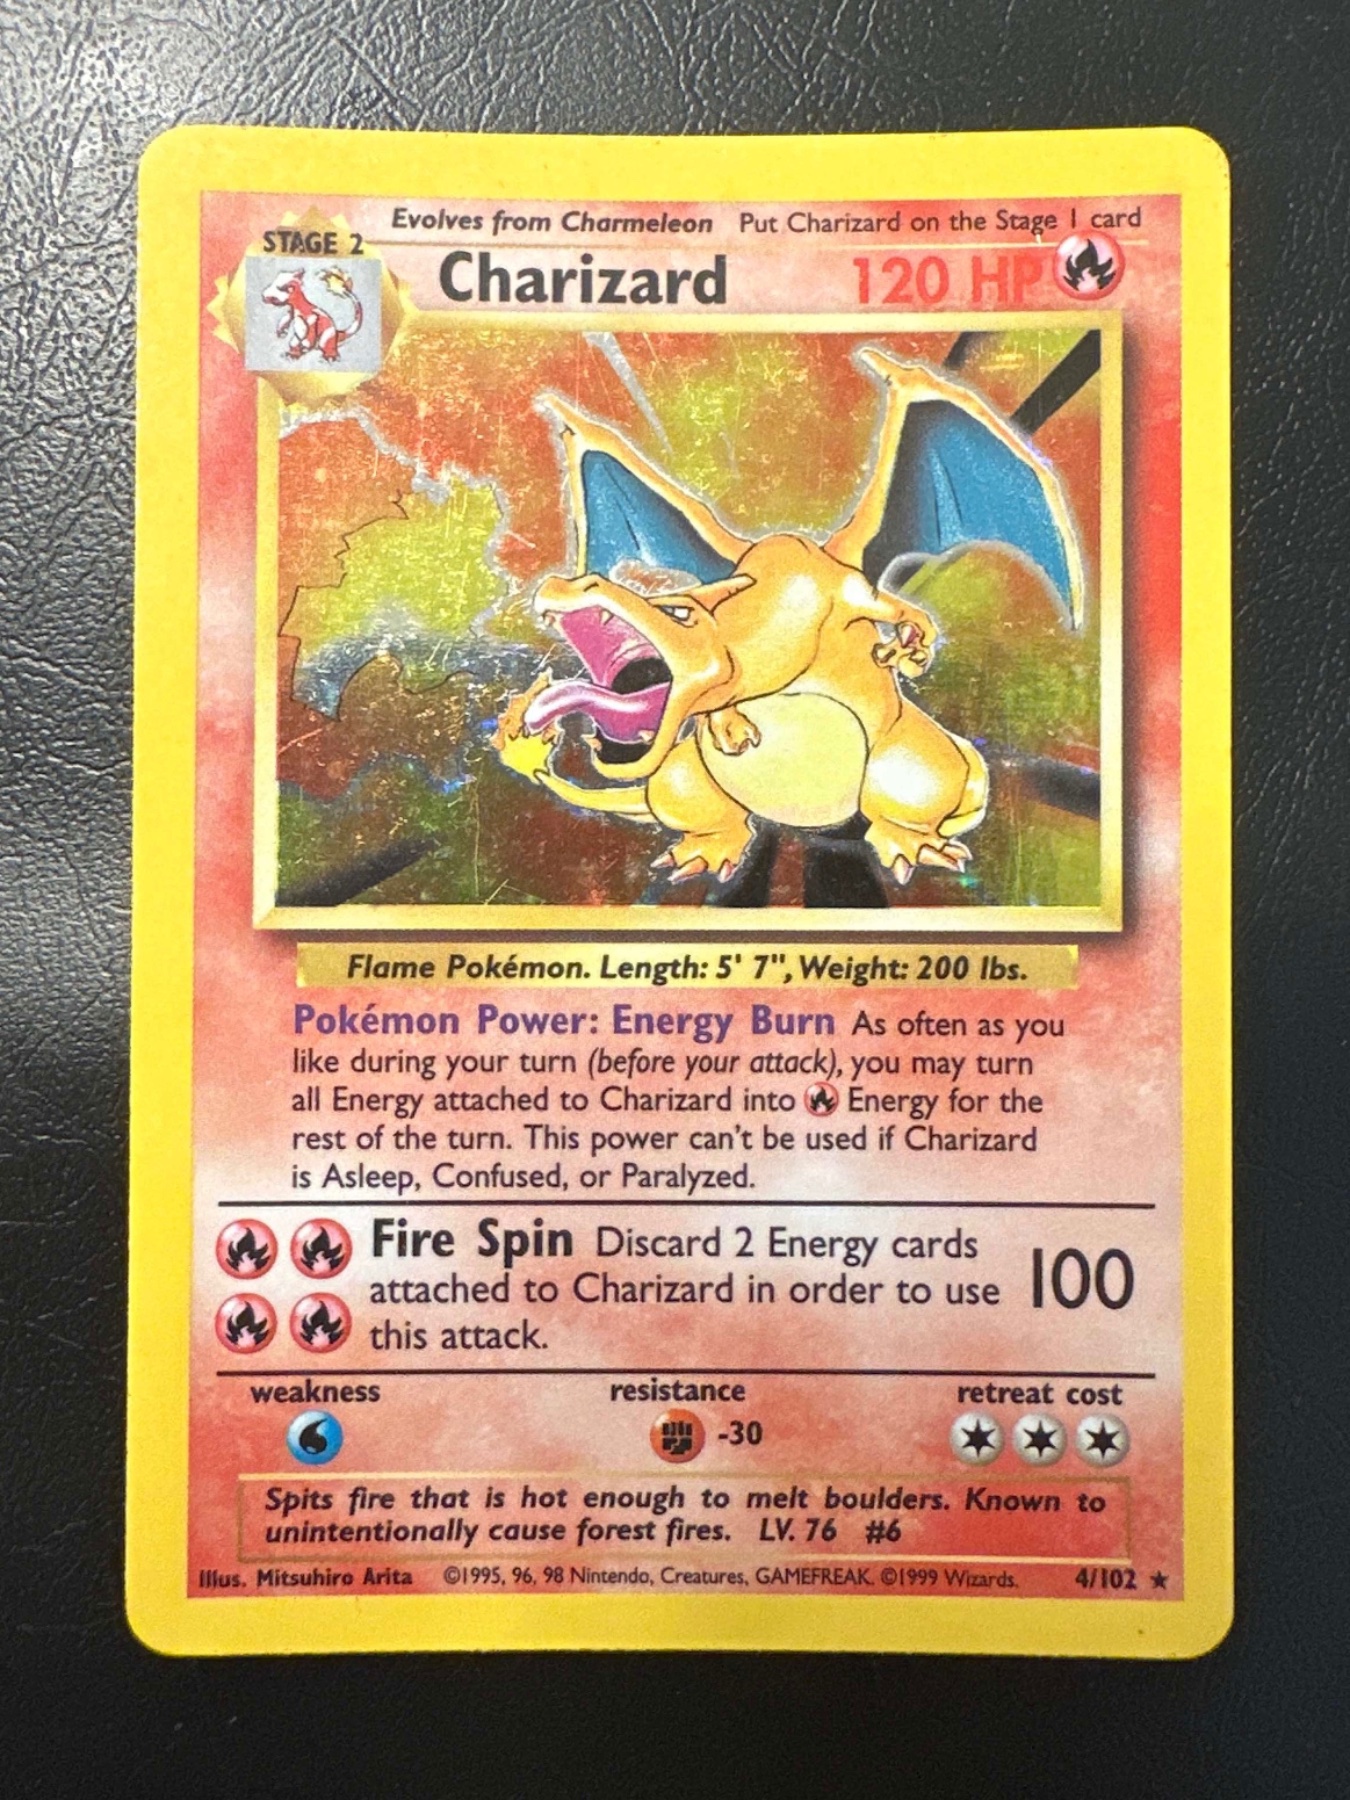 Evolves from Charmeleon Put Charizard on the Stage 1 card
STAGE 2
Charizard 120 HP
Flame Pokémon. Length: 5' 7", Weight: 200 lbs.
Pokémon Power: Energy Burn As often as you
like during your turn (before your attack), you may turn
all Energy attached to Charizard into Energy for the
rest of the turn. This power can't be used if Charizard
is Asleep, Confused, or Paralyzed.
Fire Spin Discard 2 Energy cards
attached to Charizard in order to use 100
this attack.
weakness resistance retreat cost
-30
Spits fire that is hot enough to melt boulders. Known to
unintentionally cause forest fires. LV. 76 #6
Illus. Mitsuhiro Arita ©1995, 96, 98 Nintendo, Creatures, GAMEFREAK. ©1999 Wizards. 4/102 ★